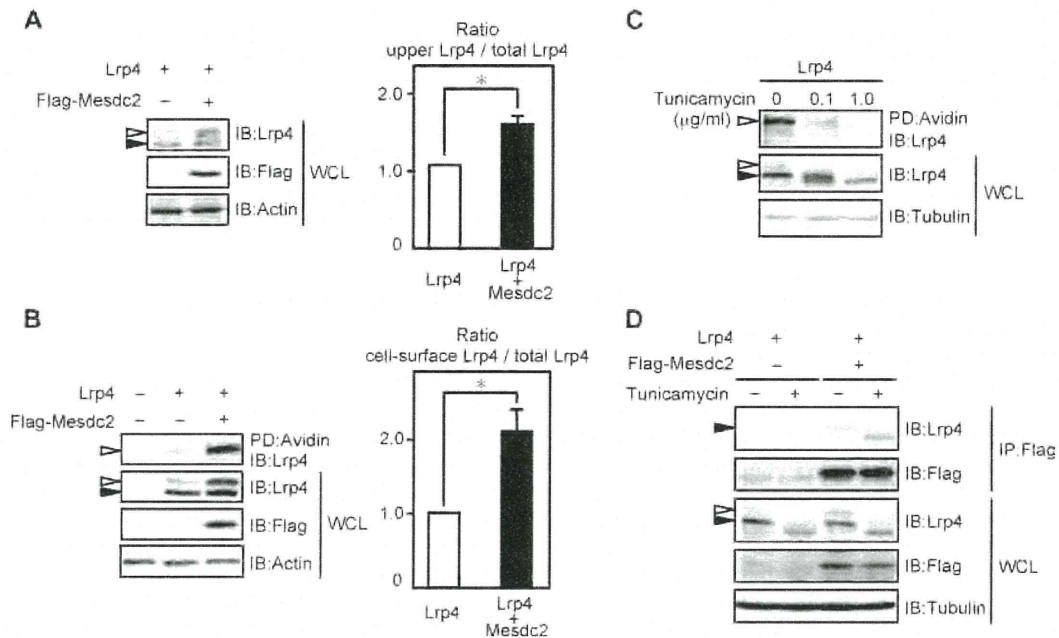 A
Lrp4 + +
Flag-Mesdc2 − +
IB:Lrp4
IB:Flag
IB:Actin
WCL
Ratio
upper Lrp4 / total Lrp4
*
2.0
1.0
0
Lrp4
Lrp4
+
Mesdc2
B
Lrp4 − + +
Flag-Mesdc2 − − +
PD:Avidin
IB:Lrp4
IB:Lrp4
IB:Flag
IB:Actin
WCL
Ratio
cell-surface Lrp4 / total Lrp4
*
2.0
1.0
0
Lrp4
Lrp4
+
Mesdc2
C
Lrp4
Tunicamycin 0 0.1 1.0
(μg/ml)
PD:Avidin
IB:Lrp4
IB:Lrp4
IB:Tubulin
WCL
D
Lrp4 + +
Flag-Mesdc2 − +
Tunicamycin − + − +
IB:Lrp4
IB:Flag
IP:Flag
IB:Lrp4
IB:Flag
IB:Tubulin
WCL